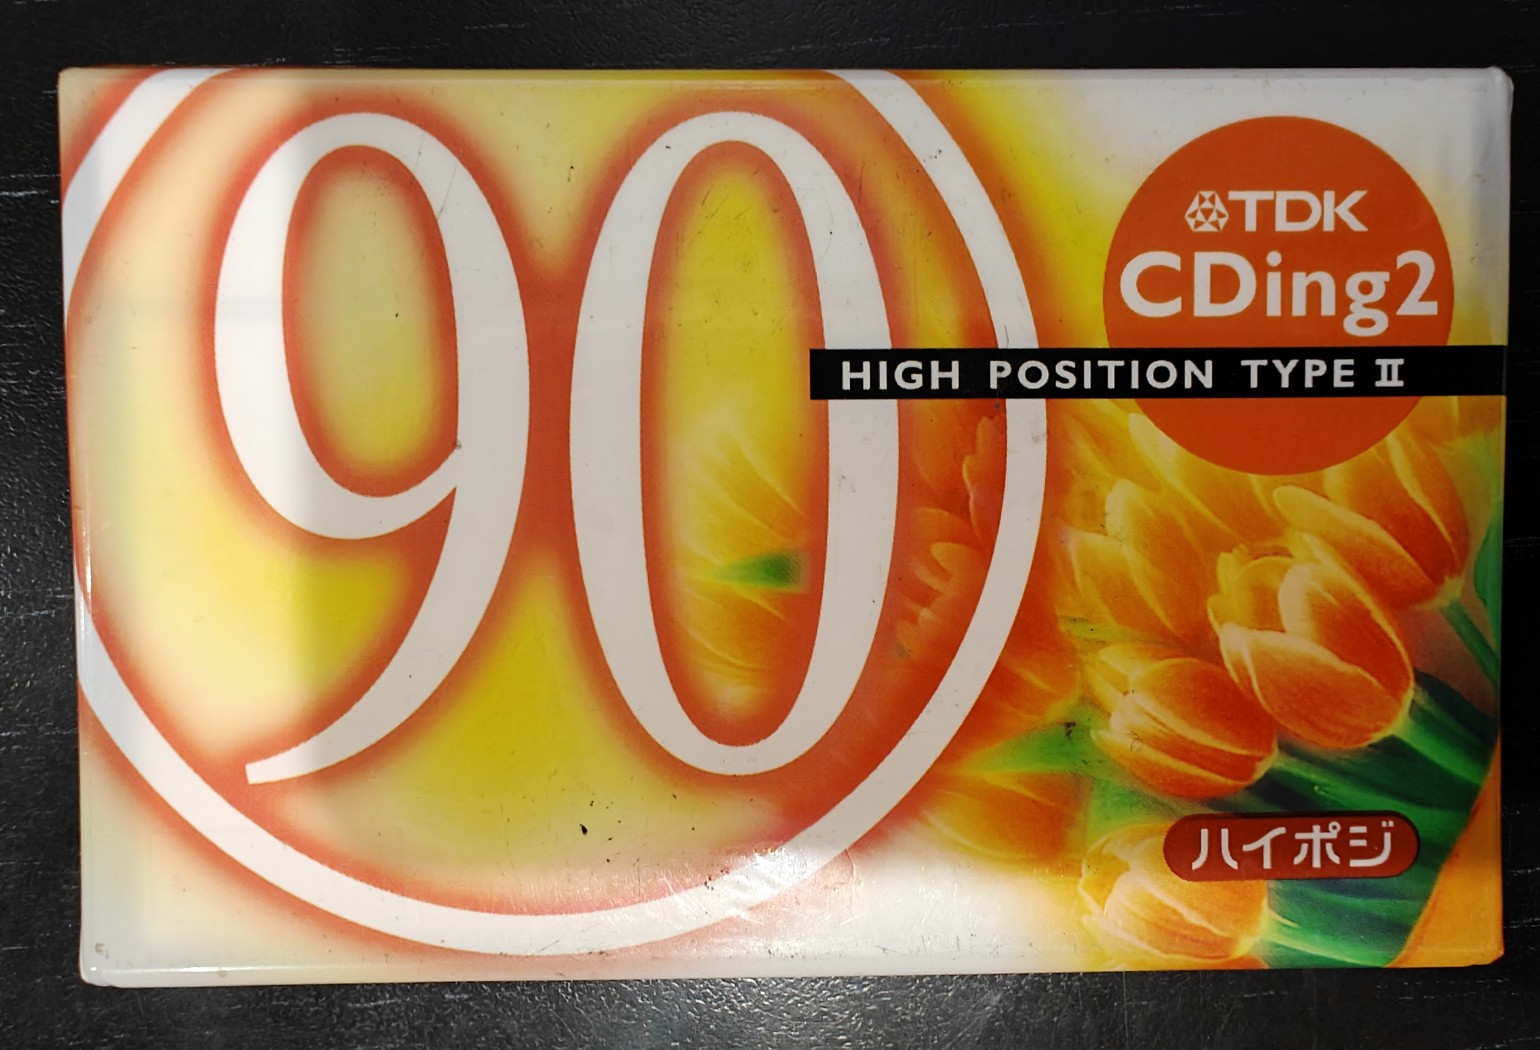 90
TDK
CDing2
HIGH POSITION TYPE II
ハイポジ